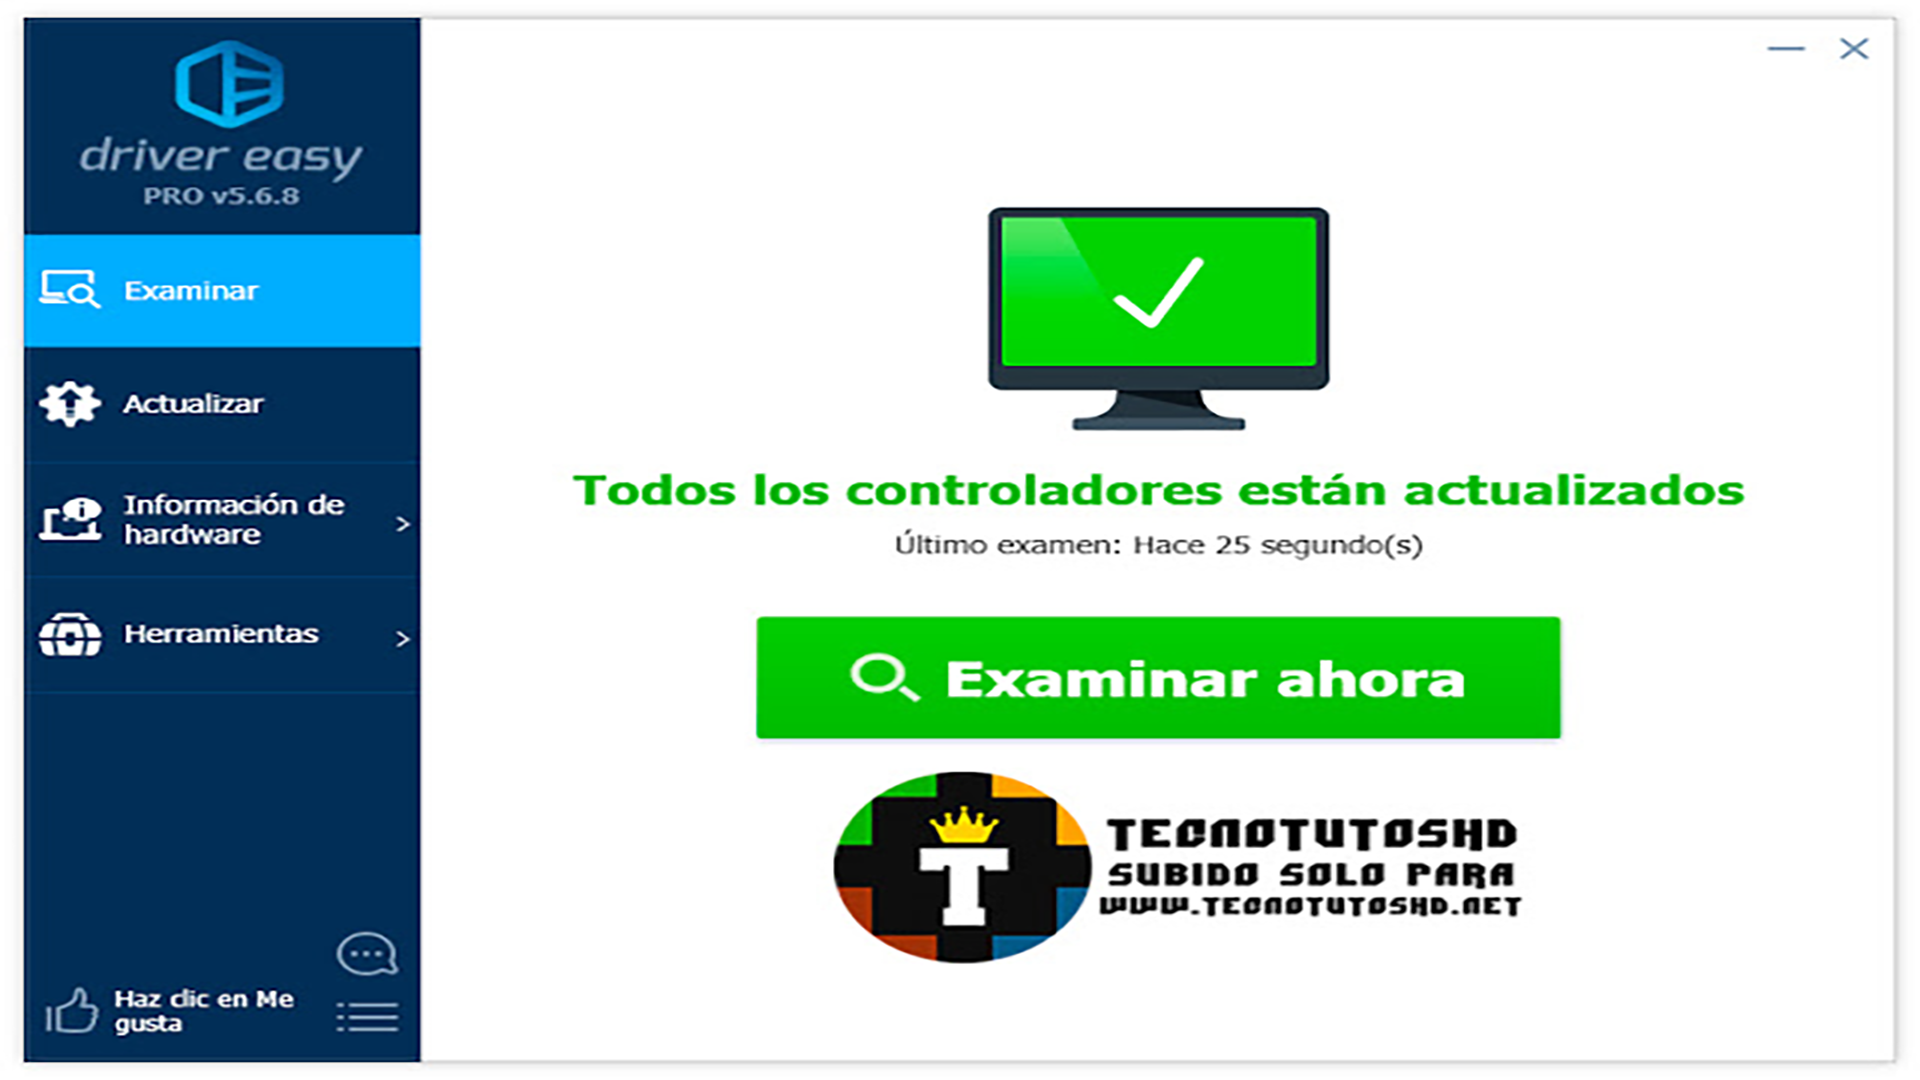 driver easy
PRO v5.6.8
Examinar
Actualizar
Información de
hardware
Herramientas
Haz clic en Me
gusta
Todos los controladores están actualizados
Último examen: Hace 25 segundo(s)
Examinar ahora
T
TECNOTUTOSHD
SUBIDO SOLO PARA
WWW.TECNOTUTOSHD.NET